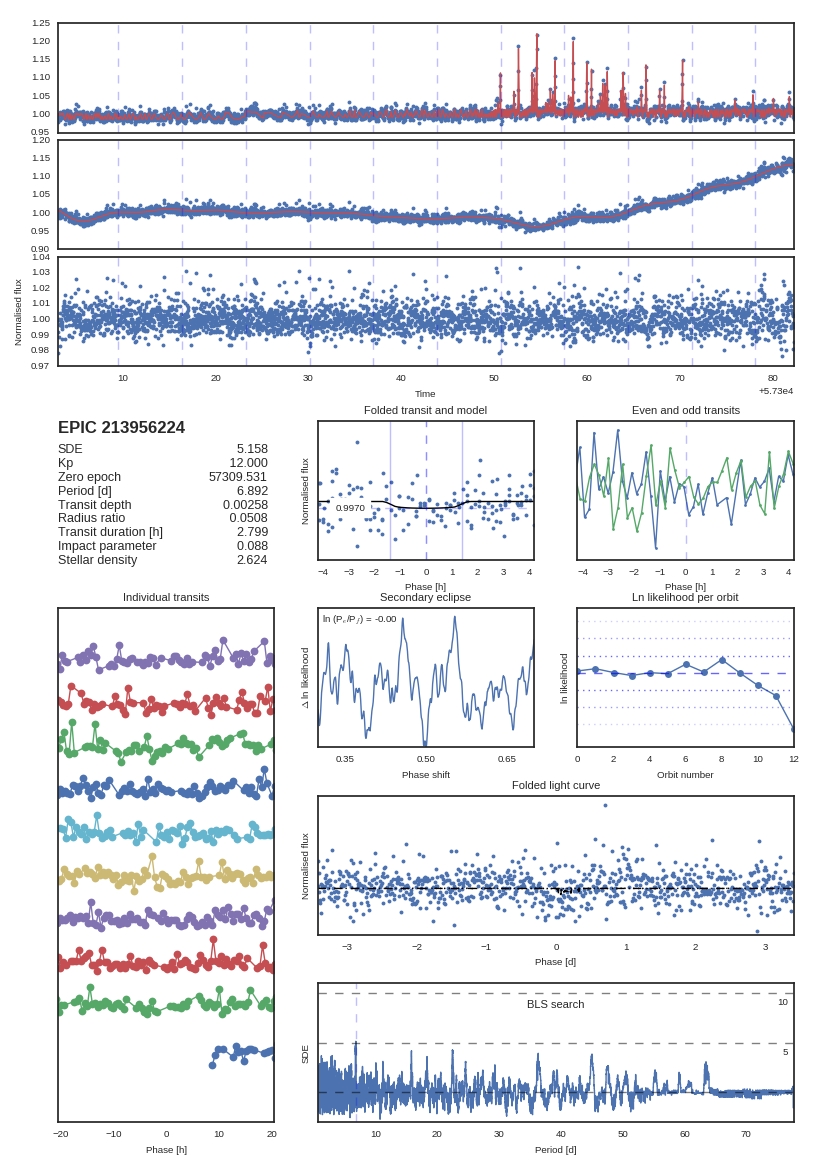 1.25
1.20
1.15
1.10
1.05
1.00
0.95
1.20
1.15
1.10
1.05
1.00
0.95
0.90
1.04
1.03
1.02
1.01
1.00
0.99
0.98
0.97
Normalised flux
10 20 30 40 50 60 70 80
Time
+5.73e4
EPIC 213956224
SDE 5.158
Kp 12.000
Zero epoch 57309.531
Period [d] 6.892
Transit depth 0.00258
Radius ratio 0.0508
Transit duration [h] 2.799
Impact parameter 0.088
Stellar density 2.624
Folded transit and model
Normalised flux
0.9970
−4 −3 −2 −1 0 1 2 3 4
Phase [h]
Even and odd transits
−4 −3 −2 −1 0 1 2 3 4
Phase [h]
Individual transits
−20 −10 0 10 20
Phase [h]
Secondary eclipse
ln (Pₑ/P𝑓) = -0.00
Δ ln likelihood
0.35 0.50 0.65
Phase shift
Ln likelihood per orbit
ln likelihood
0 2 4 6 8 10 12
Orbit number
Folded light curve
Normalised flux
−3 −2 −1 0 1 2 3
Phase [d]
BLS search
10
5
SDE
10 20 30 40 50 60 70
Period [d]